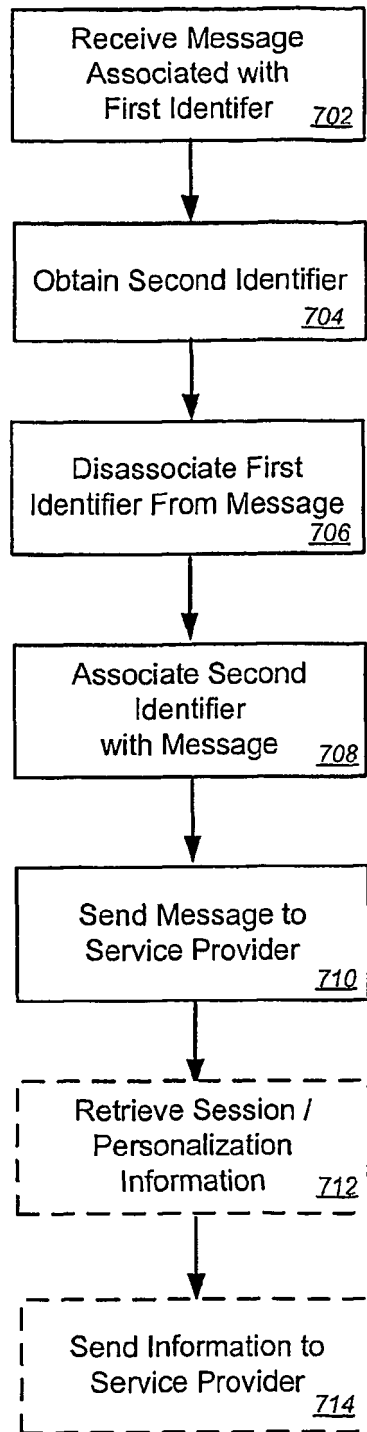 Receive Message
Associated with
First Identifer
702
Obtain Second Identifier
704
Disassociate First
Identifier From Message
706
Associate Second
Identifier
with Message
708
Send Message to
Service Provider
710
Retrieve Session /
Personalization
Information
712
Send Information to
Service Provider
714